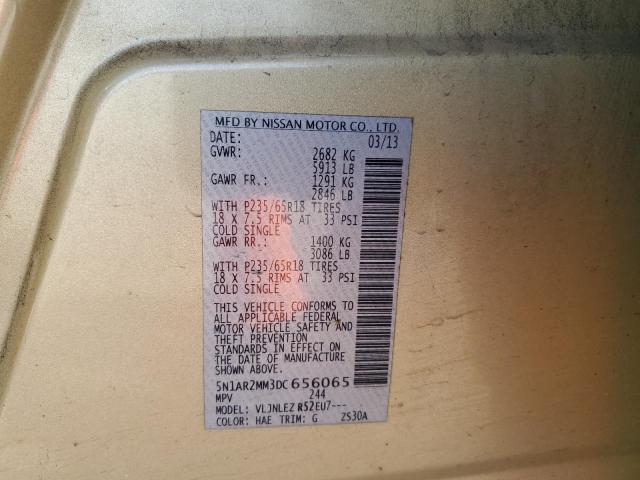 MFD BY NISSAN MOTOR CO., LTD.
DATE: 03/13
GVWR: 2682 KG
5913 LB
GAWR FR.: 1291 KG
2846 LB
WITH P235/65R18 TIRES
18 X 7.5 RIMS AT 33 PSI
COLD SINGLE
GAWR RR.: 1400 KG
3086 LB
WITH P235/65R18 TIRES
18 X 7.5 RIMS AT 33 PSI
COLD SINGLE
THIS VEHICLE CONFORMS TO
ALL APPLICABLE FEDERAL
MOTOR VEHICLE SAFETY AND
THEFT PREVENTION
STANDARDS IN EFFECT ON
THE DATE OF MANUFACTURE
SHOWN ABOVE.
5N1AR2MM3DC656065
MPV 244
MODEL: VLJNLEZ R52EU7---
COLOR: HAE TRIM: G ZS30A